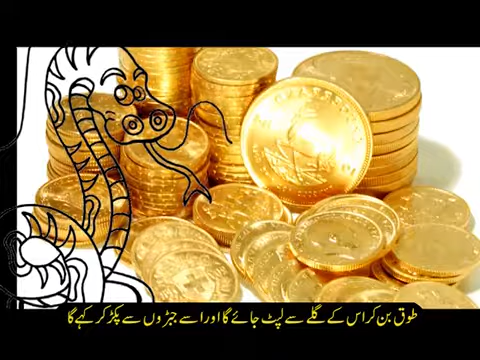 طوق بن کر اس کے گلے سے لپٹ جائے گا اور اسے جبڑوں سے پکڑ کر کہے گا